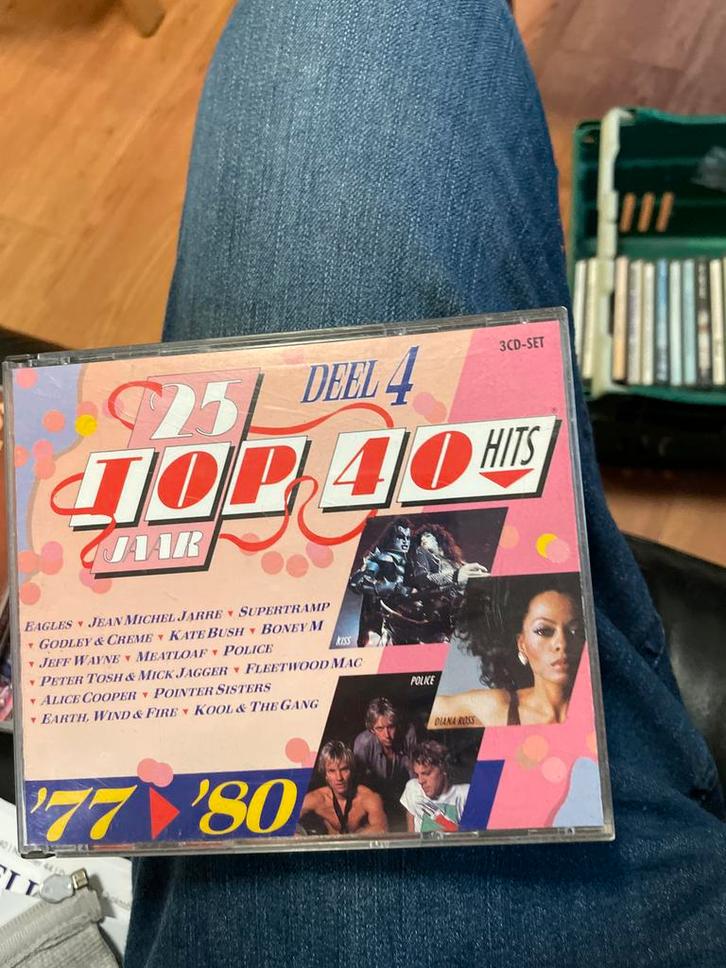 3CD-SET
DEEL 4
25
TOP 40 HITS
JAAR
EAGLES ▾ JEAN MICHEL JARRE ▾ SUPERTRAMP
▾ GODLEY & CREME ▾ KATE BUSH ▾ BONEY M
▾ JEFF WAYNE ▾ MEATLOAF ▾ POLICE
▾ PETER TOSH & MICK JAGGER ▾ FLEETWOOD MAC
▾ ALICE COOPER ▾ POINTER SISTERS
▾ EARTH, WIND & FIRE ▾ KOOL & THE GANG
KISS
POLICE
DIANA ROSS
'77 ▸ '80